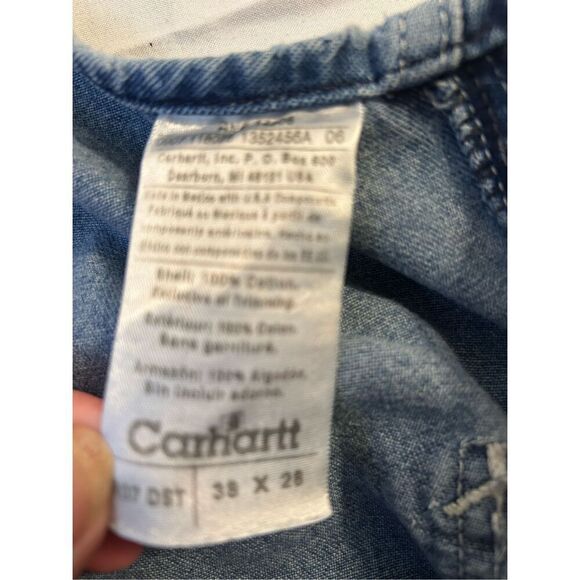 1352456A 06
Carhartt, Inc. P. O. Box 600
Dearborn, MI 48121 USA
Made in Mexico with U.S.A Components
Fabriqué au Mexique à partir de
composants américains. Hecho en
México con componentes de los EE.UU.
Shell: 100% Cotton.
Exclusive of Trimming.
Extérieur: 100% Coton.
Sans garniture.
Armazón: 100% Algodón.
Sin incluir adorno.
Carhartt
DST 38 X 28